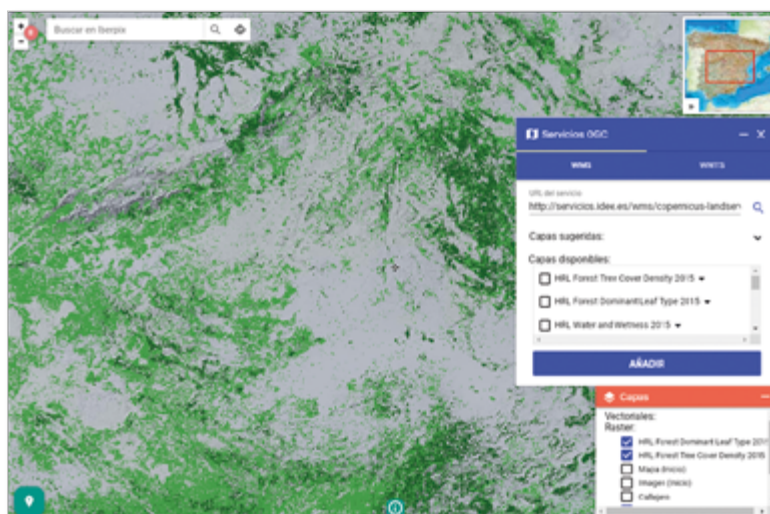 +
Buscar en Iberpix
-
Servicios OGC
WMS WMTS
URL del servicio
http://servicios.idee.es/wms/copernicus-landserv
Capas sugeridas:
Capas disponibles:
HRL Forest Tree Cover Density 2015
HRL Forest Dominant Leaf Type 2015
HRL Water and Wetness 2015
AÑADIR
Capas
Vectoriales:
Raster:
HRL Forest Dominant Leaf Type 201
HRL Forest Tree Cover Density 2015
Mapa (Inicio)
Imagen (Inicio)
Callejero